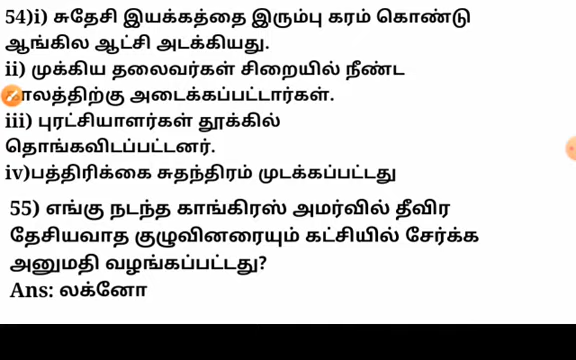 54)i) சுதேசி இயக்கத்தை இரும்பு கரம் கொண்டு
ஆங்கில ஆட்சி அடக்கியது.
ii) முக்கிய தலைவர்கள் சிறையில் நீண்ட
காலத்திற்கு அடைக்கப்பட்டார்கள்.
iii) புரட்சியாளர்கள் தூக்கில்
தொங்கவிடப்பட்டனர்.
iv)பத்திரிக்கை சுதந்திரம் முடக்கப்பட்டது
55) எங்கு நடந்த காங்கிரஸ் அமர்வில் தீவிர
தேசியவாத குழுவினரையும் கட்சியில் சேர்க்க
அனுமதி வழங்கப்பட்டது?
Ans: லக்னோ